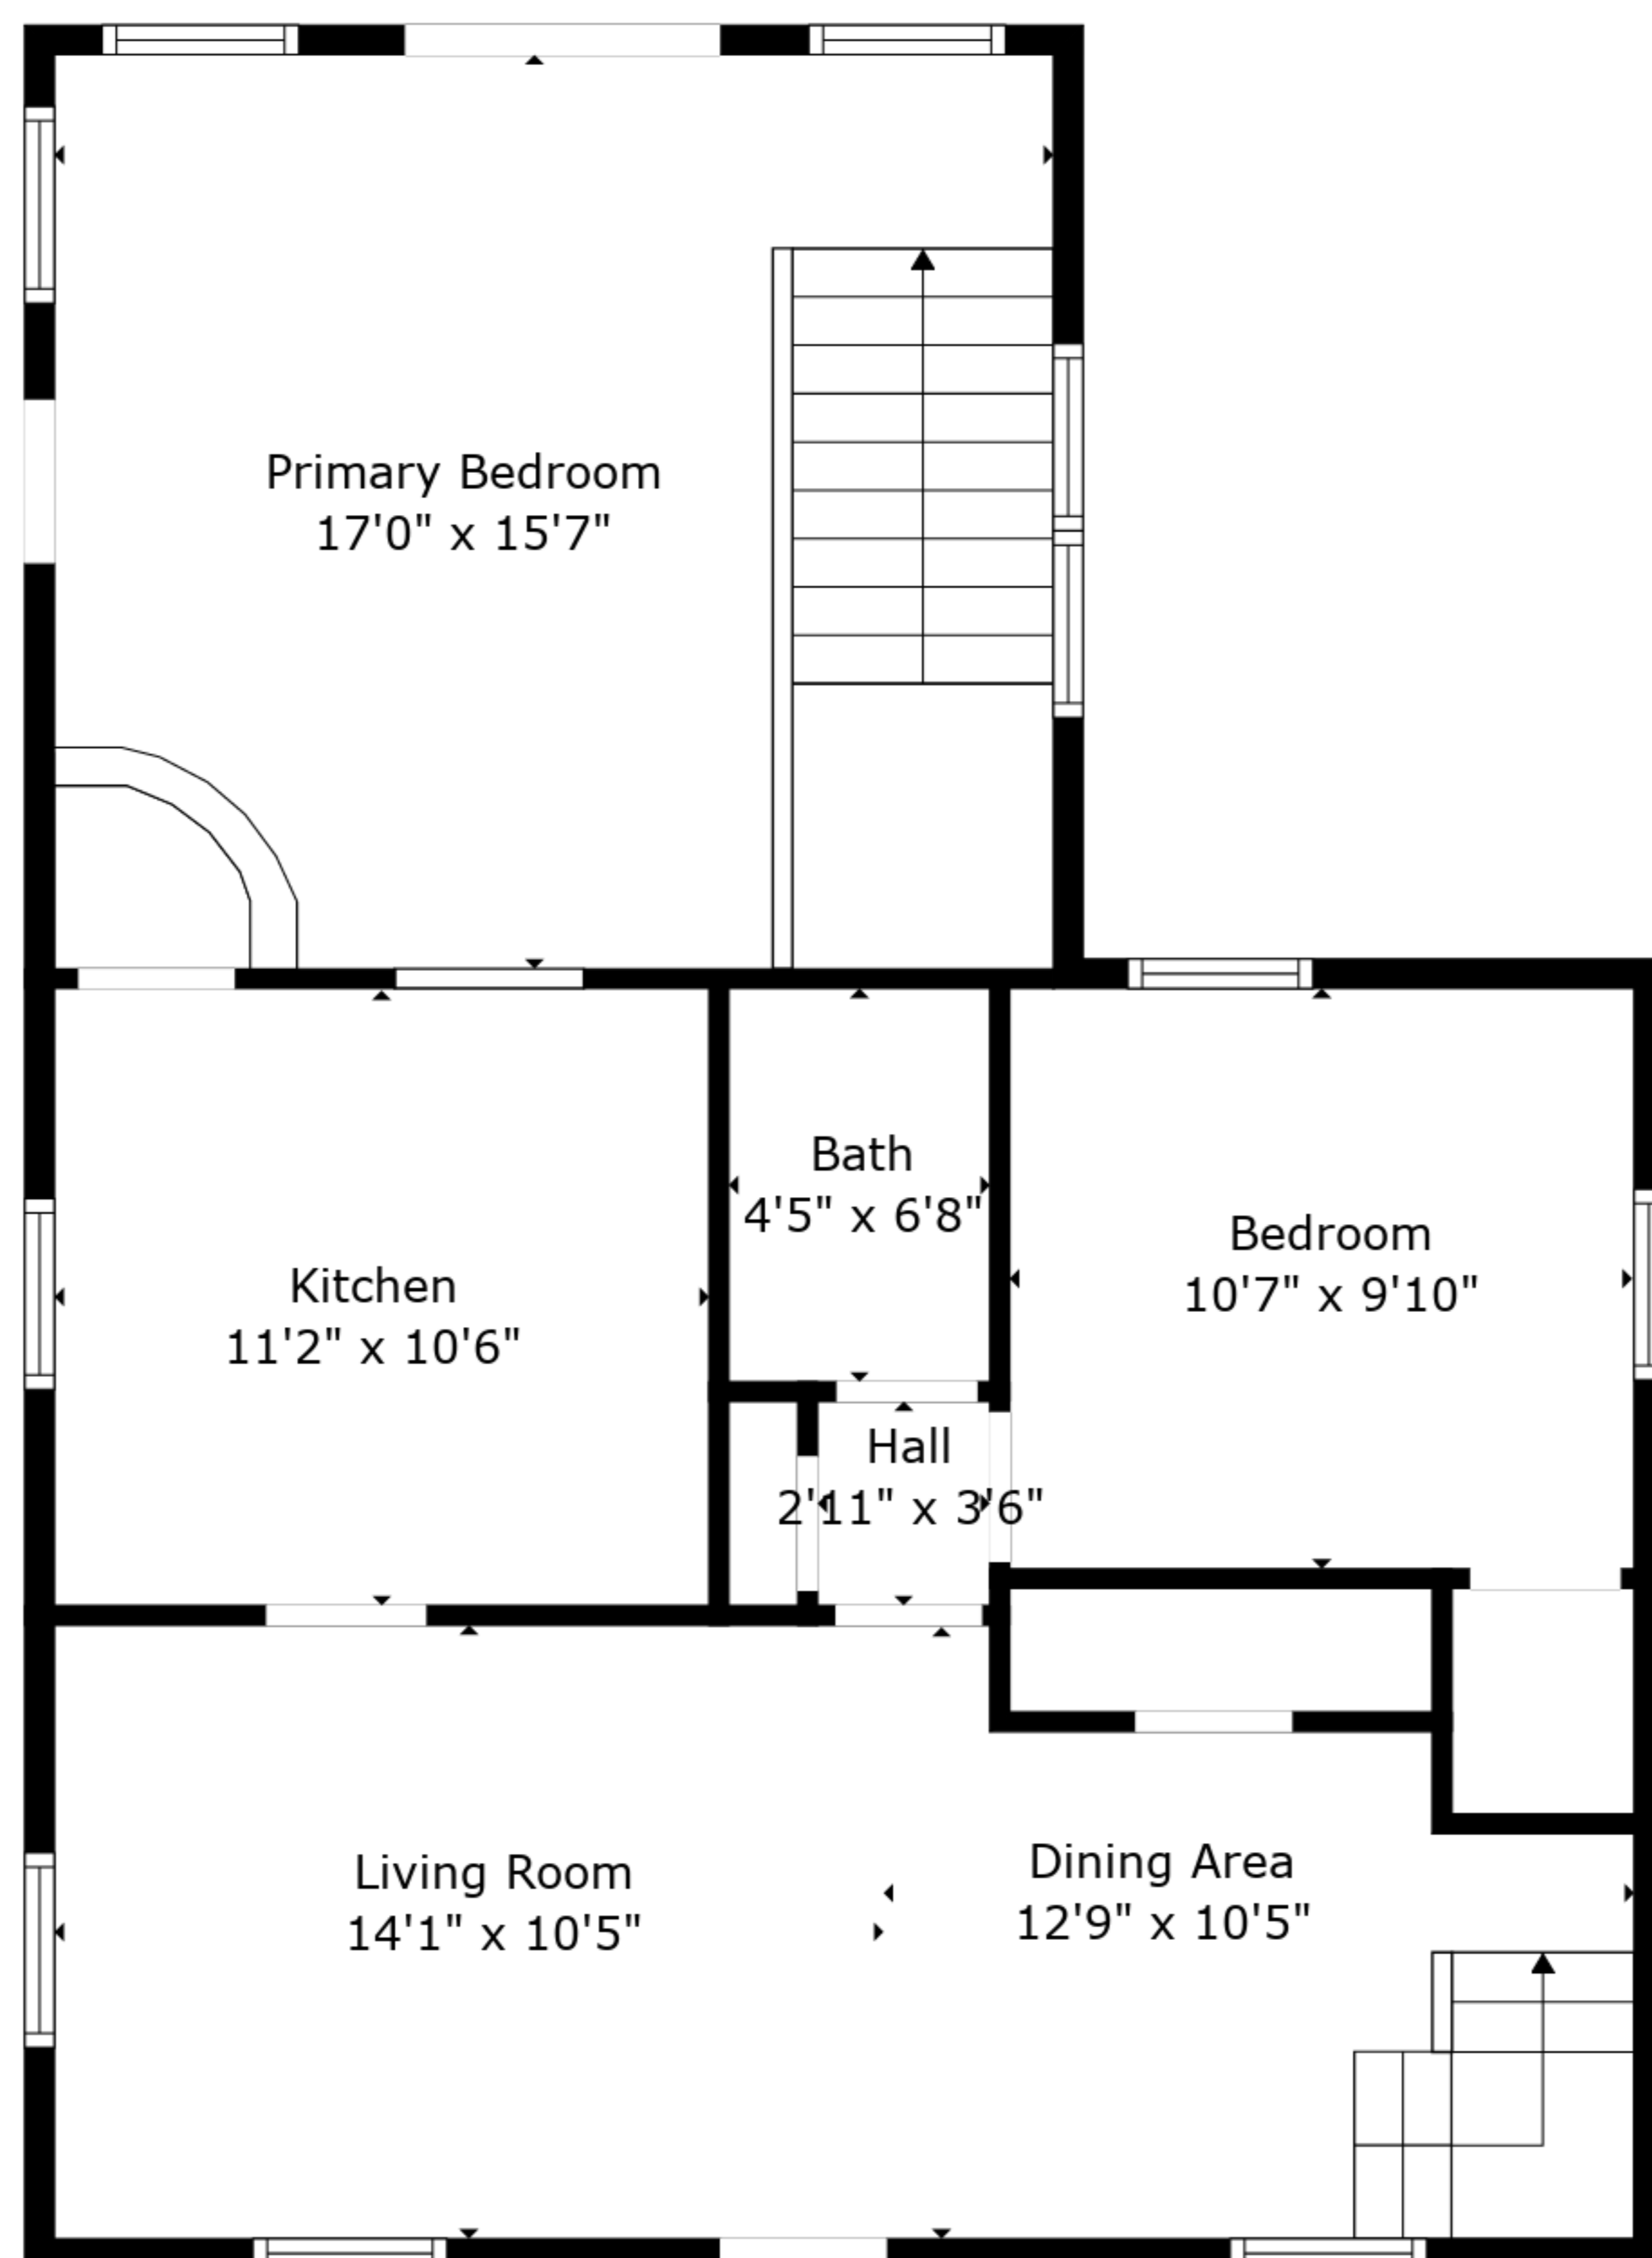 Primary Bedroom
17'0" x 15'7"
Bath
4'5" x 6'8"
Bedroom
10'7" x 9'10"
Kitchen
11'2" x 10'6"
Hall
2'11" x 3'6"
Living Room
14'1" x 10'5"
Dining Area
12'9" x 10'5"